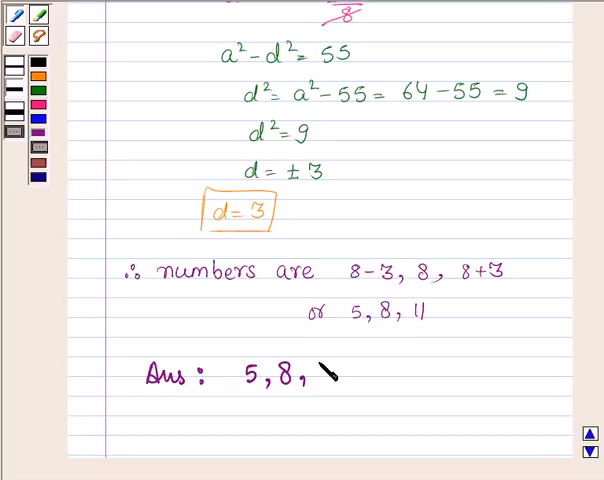 8
a² - d² = 55
d² = a² - 55 = 64 - 55 = 9
d² = 9
d = ± 3
d = 3
∴ numbers are 8-3, 8, 8+3
or 5, 8, 11
Ans : 5, 8,